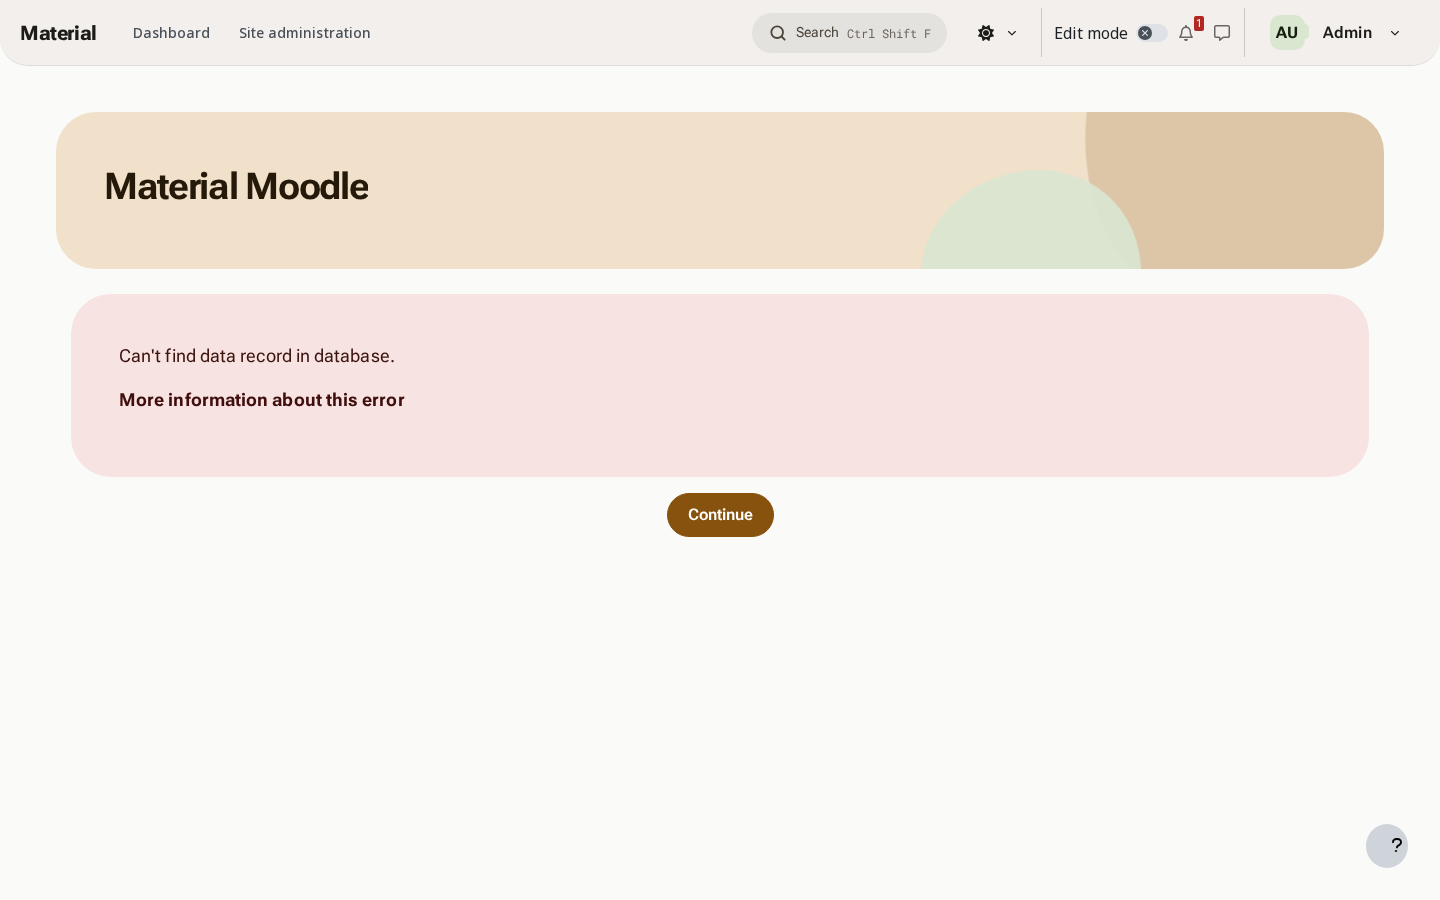 Material Dashboard Site administration Search Ctrl Shift F Edit mode 1 AU Admin
Material Moodle
Can't find data record in database.
More information about this error
Continue
?